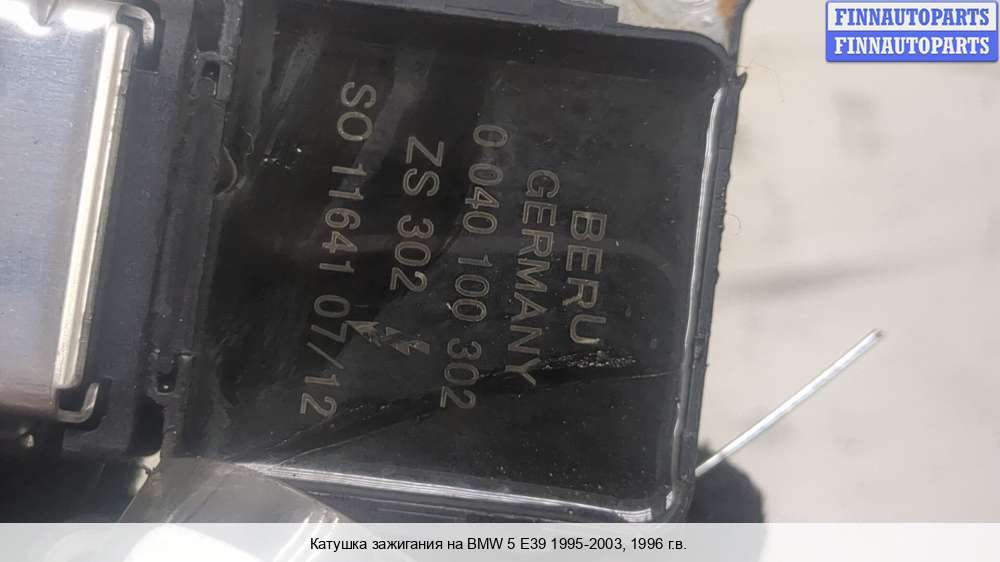 FINNAUTOPARTS
FINNAUTOPARTS
BERU
GERMANY
0 040 100 302
ZS 302
SO 11641 07/12
Катушка зажигания на BMW 5 E39 1995-2003, 1996 г.в.